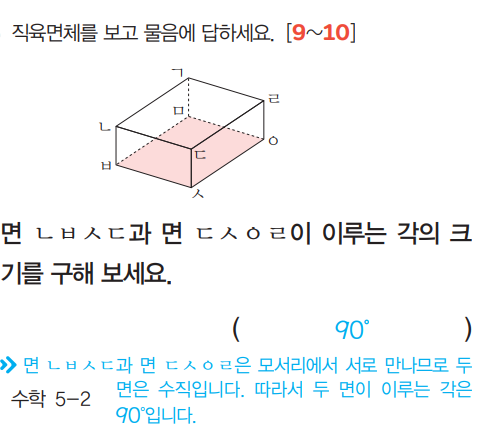 직육면체를 보고 물음에 답하세요. [9~10]
ㄱ
ㄹ
ㅁ
ㄴ
ㅇ
ㄷ
ㅂ
ㅅ
면 ㄴㅂㅅㄷ과 면 ㄷㅅㅇㄹ이 이루는 각의 크
기를 구해 보세요.
( 90° )
면 ㄴㅂㅅㄷ과 면 ㄷㅅㅇㄹ은 모서리에서 서로 만나므로 두
면은 수직입니다. 따라서 두 면이 이루는 각은
수학 5-2
90°입니다.